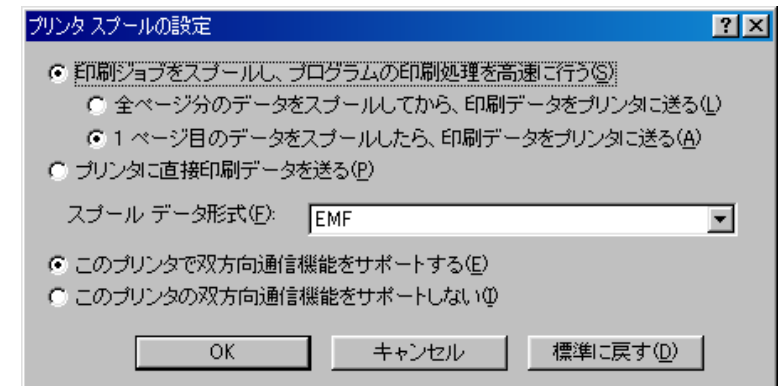 プリンタ スプールの設定
印刷ジョブをスプールし、プログラムの印刷処理を高速に行う(S)
全ページ分のデータをスプールしてから、印刷データをプリンタに送る(L)
1 ページ目のデータをスプールしたら、印刷データをプリンタに送る(A)
プリンタに直接印刷データを送る(P)
スプール データ形式(F): EMF
このプリンタで双方向通信機能をサポートする(E)
このプリンタの双方向通信機能をサポートしない(I)
OK キャンセル 標準に戻す(D)